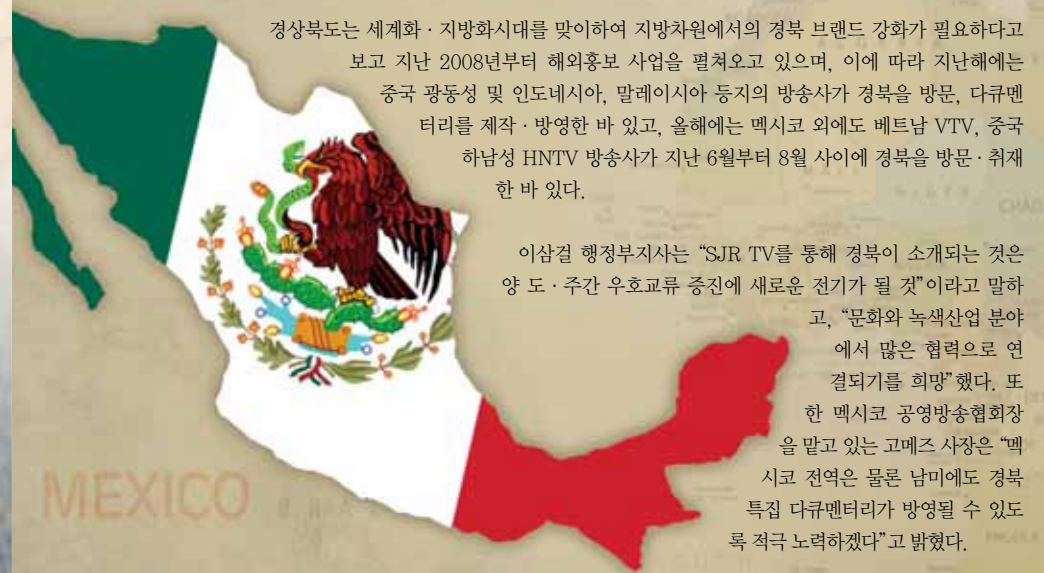 경상북도는 세계화 · 지방화시대를 맞이하여 지방차원에서의 경북 브랜드 강화가 필요하다고
보고 지난 2008년부터 해외홍보 사업을 펼쳐오고 있으며, 이에 따라 지난해에는
중국 광동성 및 인도네시아, 말레이시아 등지의 방송사가 경북을 방문, 다큐멘
터리를 제작 · 방영한 바 있고, 올해에는 멕시코 외에도 베트남 VTV, 중국
하남성 HNTV 방송사가 지난 6월부터 8월 사이에 경북을 방문 · 취재
한 바 있다.
이삼걸 행정부지사는 “SJR TV를 통해 경북이 소개되는 것은
양 도 · 주간 우호교류 증진에 새로운 전기가 될 것”이라고 말하
고, “문화와 녹색산업 분야
에서 많은 협력으로 연
결되기를 희망”했다. 또
한 멕시코 공영방송협회장
을 맡고 있는 고메즈 사장은 “멕
시코 전역은 물론 남미에도 경북
특집 다큐멘터리가 방영될 수 있도
록 적극 노력하겠다”고 밝혔다.
MEXICO